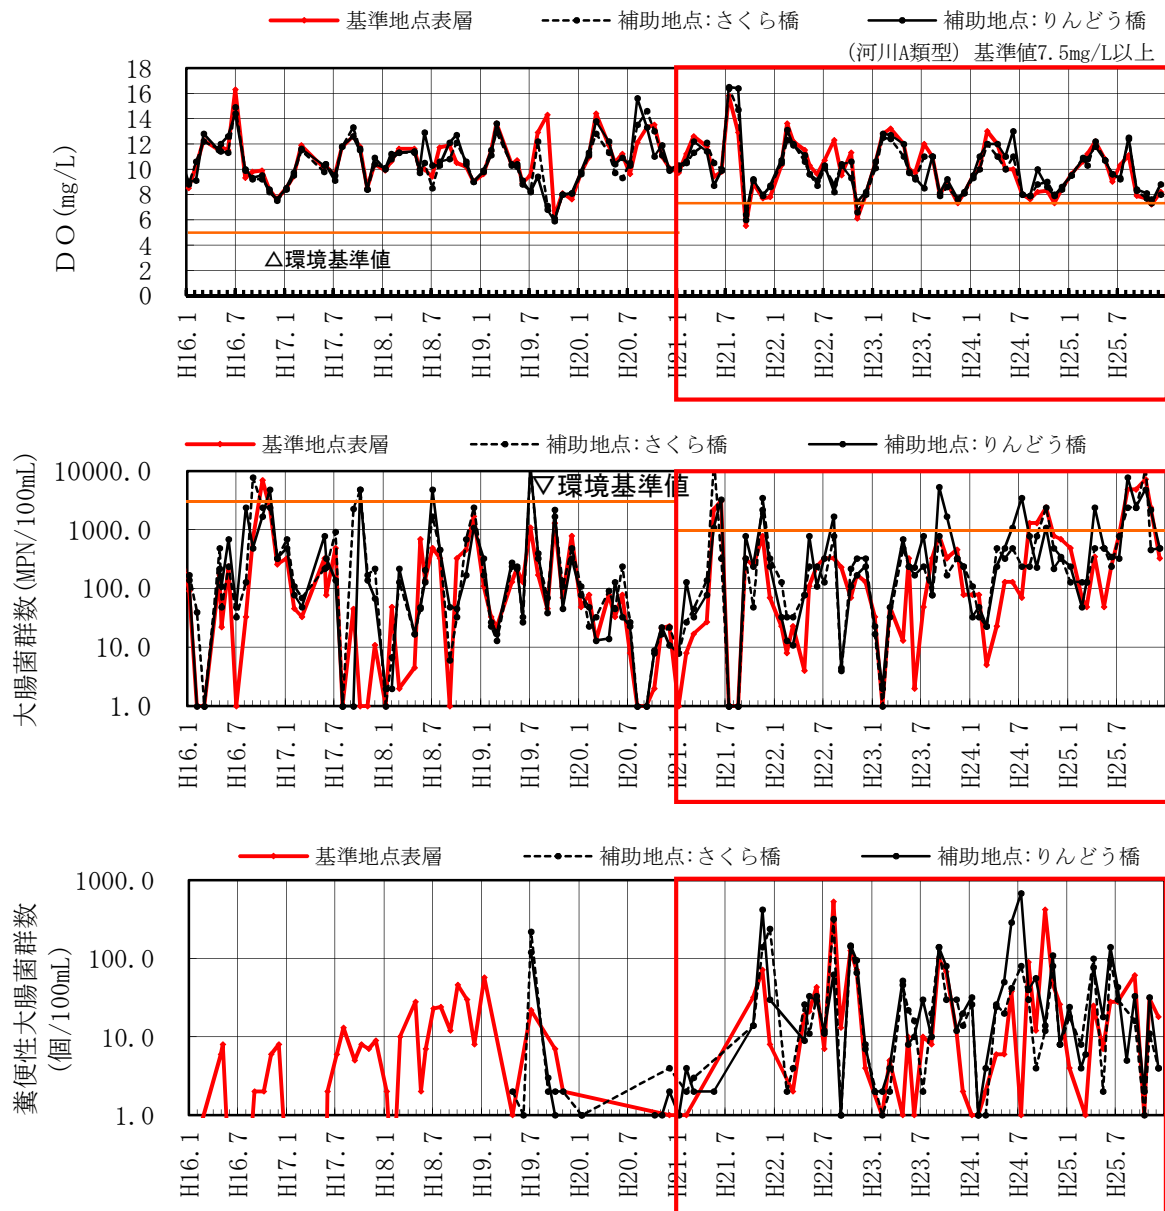 基準地点表層 補助地点:さくら橋 補助地点:りんどう橋
(河川A類型) 基準値7.5mg/L以上
DO(mg/L)
18
16
14
12
10
8
6
4
2
0
△環境基準値
H16.1 H16.7 H17.1 H17.7 H18.1 H18.7 H19.1 H19.7 H20.1 H20.7 H21.1 H21.7 H22.1 H22.7 H23.1 H23.7 H24.1 H24.7 H25.1 H25.7
基準地点表層 補助地点:さくら橋 補助地点:りんどう橋
大腸菌群数(MPN/100mL)
10000.0
1000.0
100.0
10.0
1.0
▽環境基準値
H16.1 H16.7 H17.1 H17.7 H18.1 H18.7 H19.1 H19.7 H20.1 H20.7 H21.1 H21.7 H22.1 H22.7 H23.1 H23.7 H24.1 H24.7 H25.1 H25.7
基準地点表層 補助地点:さくら橋 補助地点:りんどう橋
糞便性大腸菌群数
(個/100mL)
1000.0
100.0
10.0
1.0
H16.1 H16.7 H17.1 H17.7 H18.1 H18.7 H19.1 H19.7 H20.1 H20.7 H21.1 H21.7 H22.1 H22.7 H23.1 H23.7 H24.1 H24.7 H25.1 H25.7